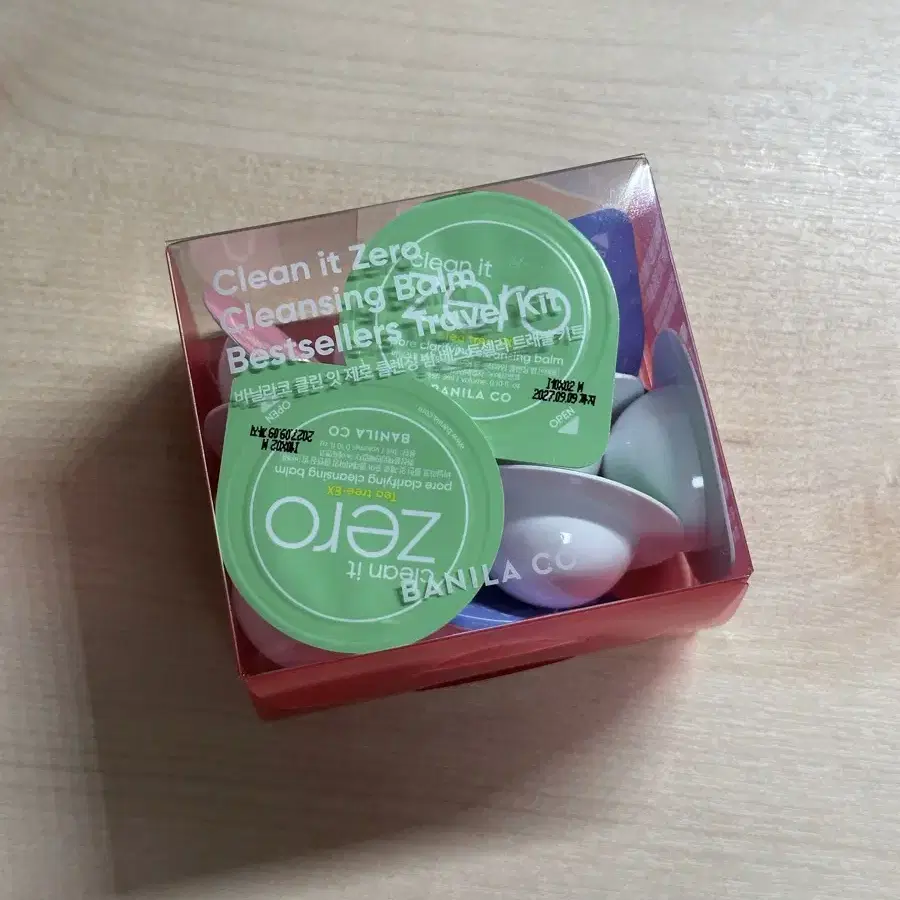 Clean it Zero
Cleansing Balm
Bestsellers Travel Kit
바닐라코 클린 잇 제로 클렌징 밤 베스트셀러 트래블 키트
clean it
zero
pore clarifying cleansing balm
BANILA CO
2027.09.09 까지
OPEN
OPEN
2027.09.09 까지
BANILA CO
pore clarifying cleansing balm
Tea tree-EX
zero
clean it
BANILA CO